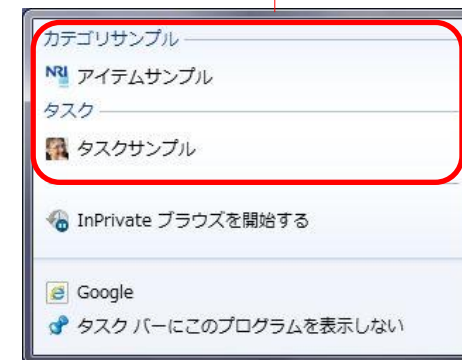 カテゴリサンプル
NRI アイテムサンプル
タスク
タスクサンプル
InPrivate ブラウズを開始する
Google
タスク バーにこのプログラムを表示しない